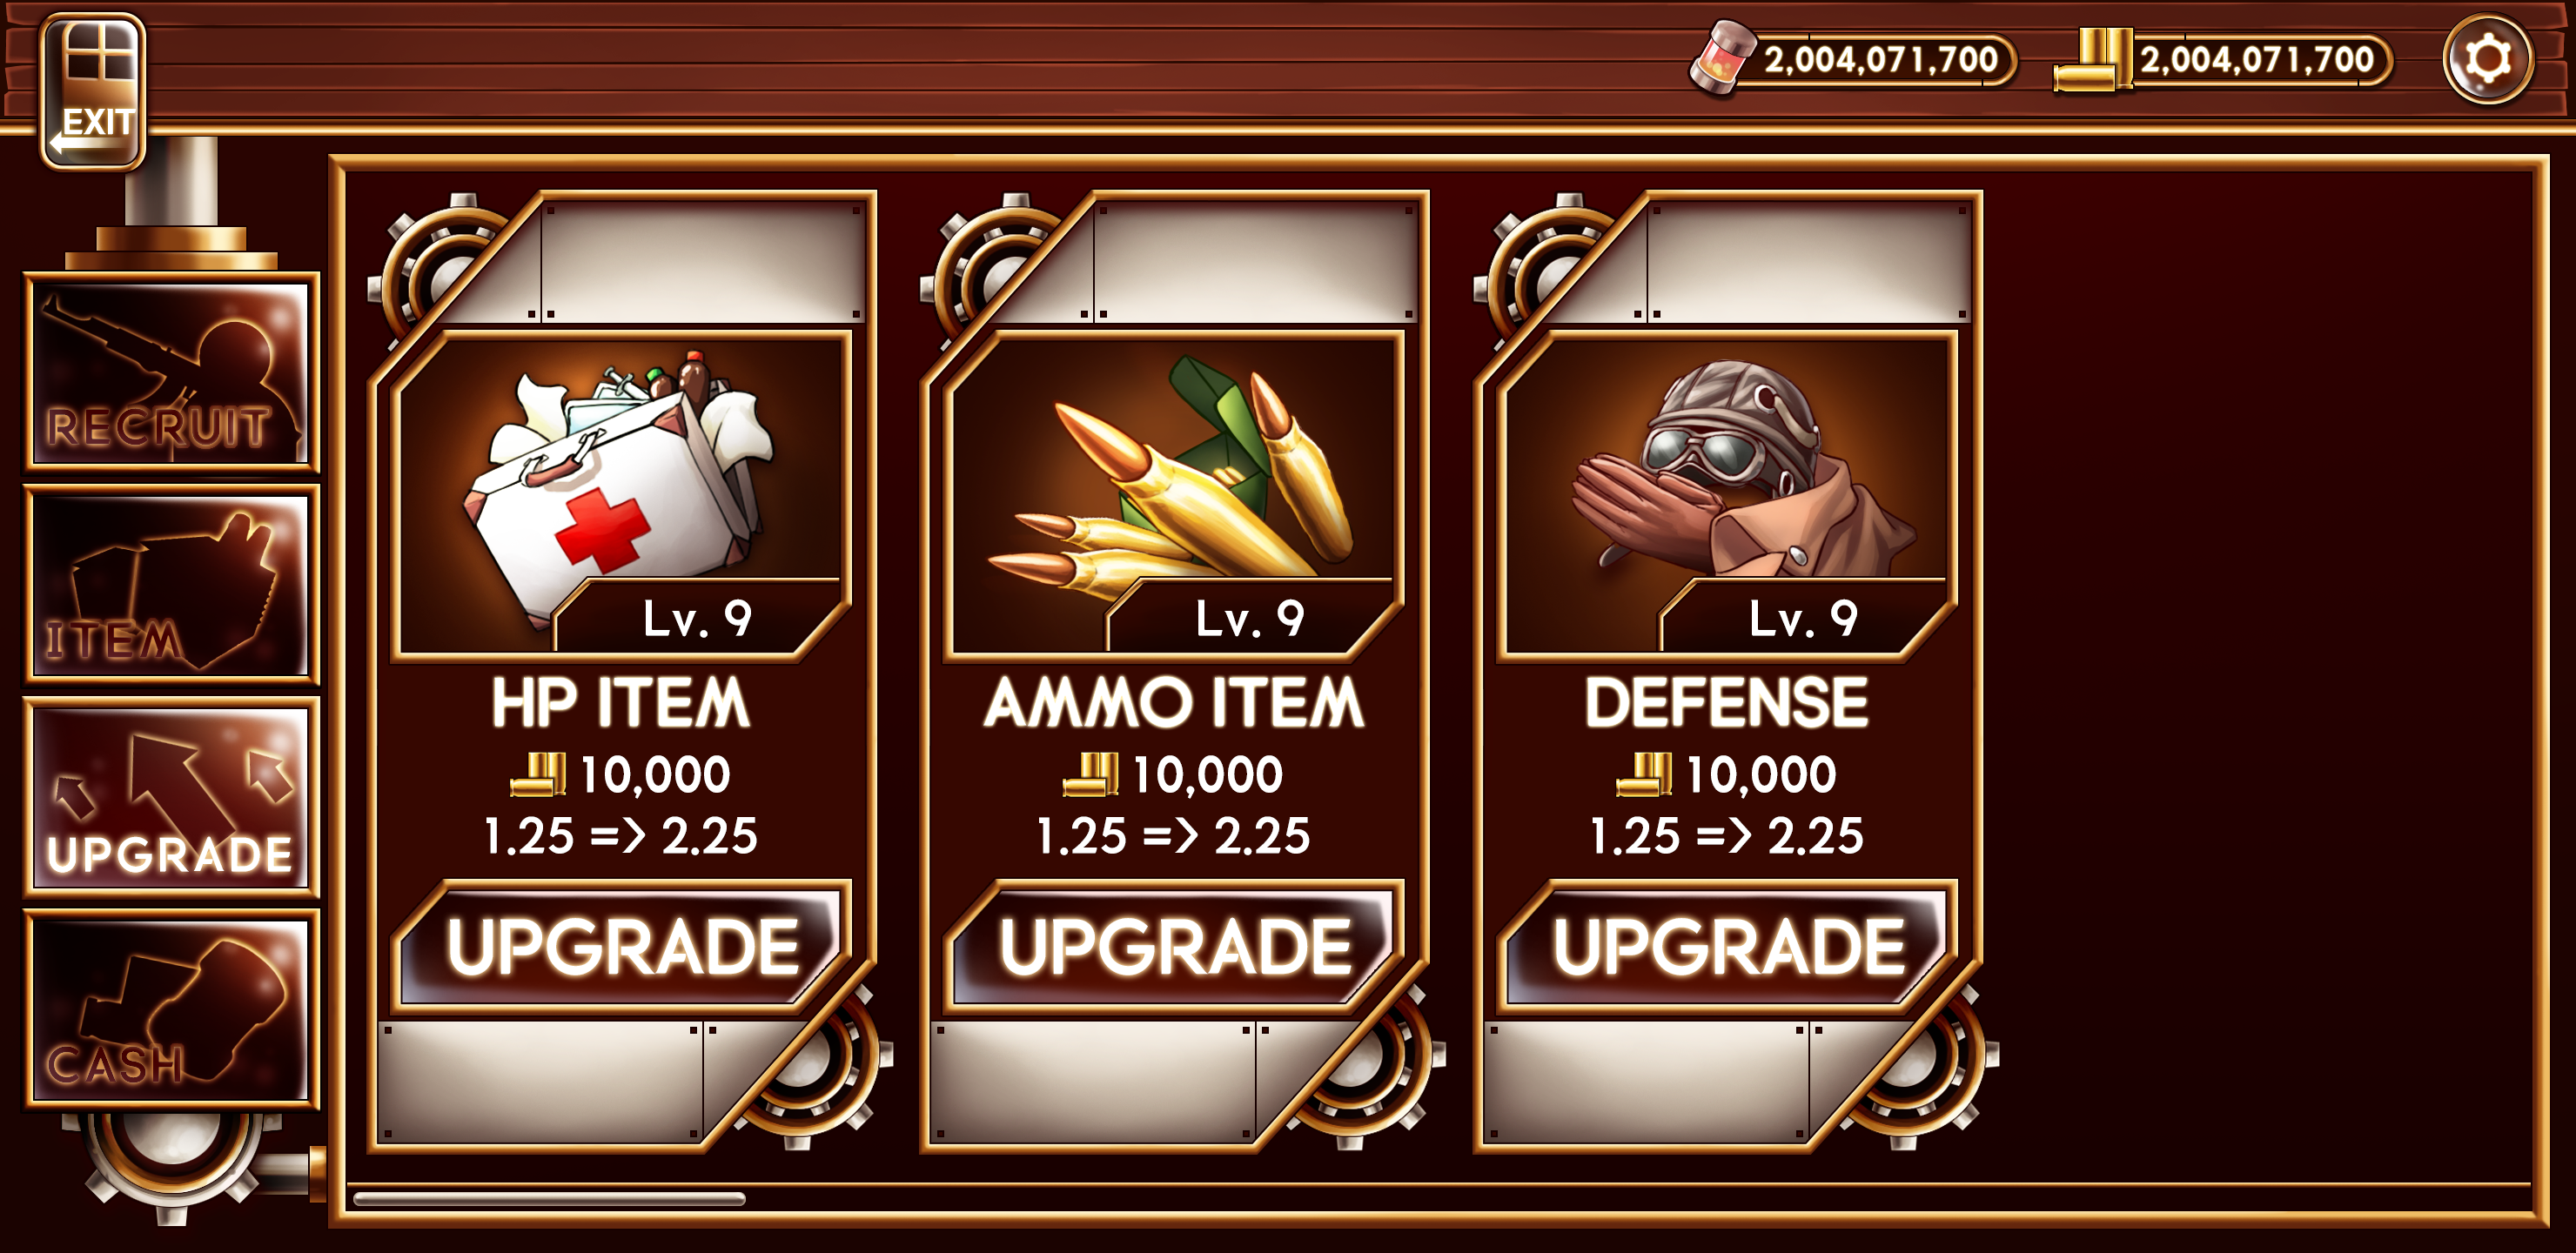 EXIT
2,004,071,700
2,004,071,700
RECRUIT
ITEM
UPGRADE
CASH
Lv. 9
HP ITEM
10,000
1.25 => 2.25
UPGRADE
Lv. 9
AMMO ITEM
10,000
1.25 => 2.25
UPGRADE
Lv. 9
DEFENSE
10,000
1.25 => 2.25
UPGRADE